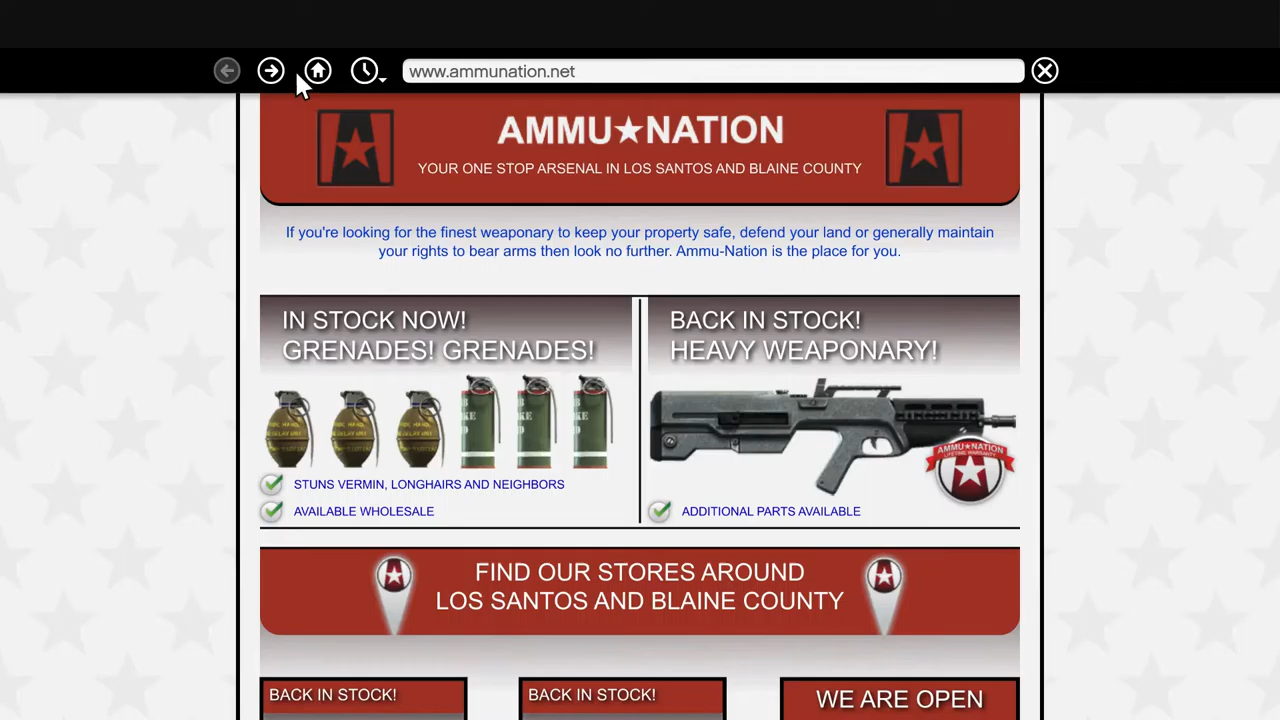 www.ammunation.net
AMMU★NATION
YOUR ONE STOP ARSENAL IN LOS SANTOS AND BLAINE COUNTY
If you're looking for the finest weaponary to keep your property safe, defend your land or generally maintain
your rights to bear arms then look no further. Ammu-Nation is the place for you.
IN STOCK NOW!
GRENADES! GRENADES!
STUNS VERMIN, LONGHAIRS AND NEIGHBORS
AVAILABLE WHOLESALE
BACK IN STOCK!
HEAVY WEAPONARY!
AMMU★NATION
LIFETIME WARRANTY
ADDITIONAL PARTS AVAILABLE
FIND OUR STORES AROUND
LOS SANTOS AND BLAINE COUNTY
BACK IN STOCK!
BACK IN STOCK!
WE ARE OPEN